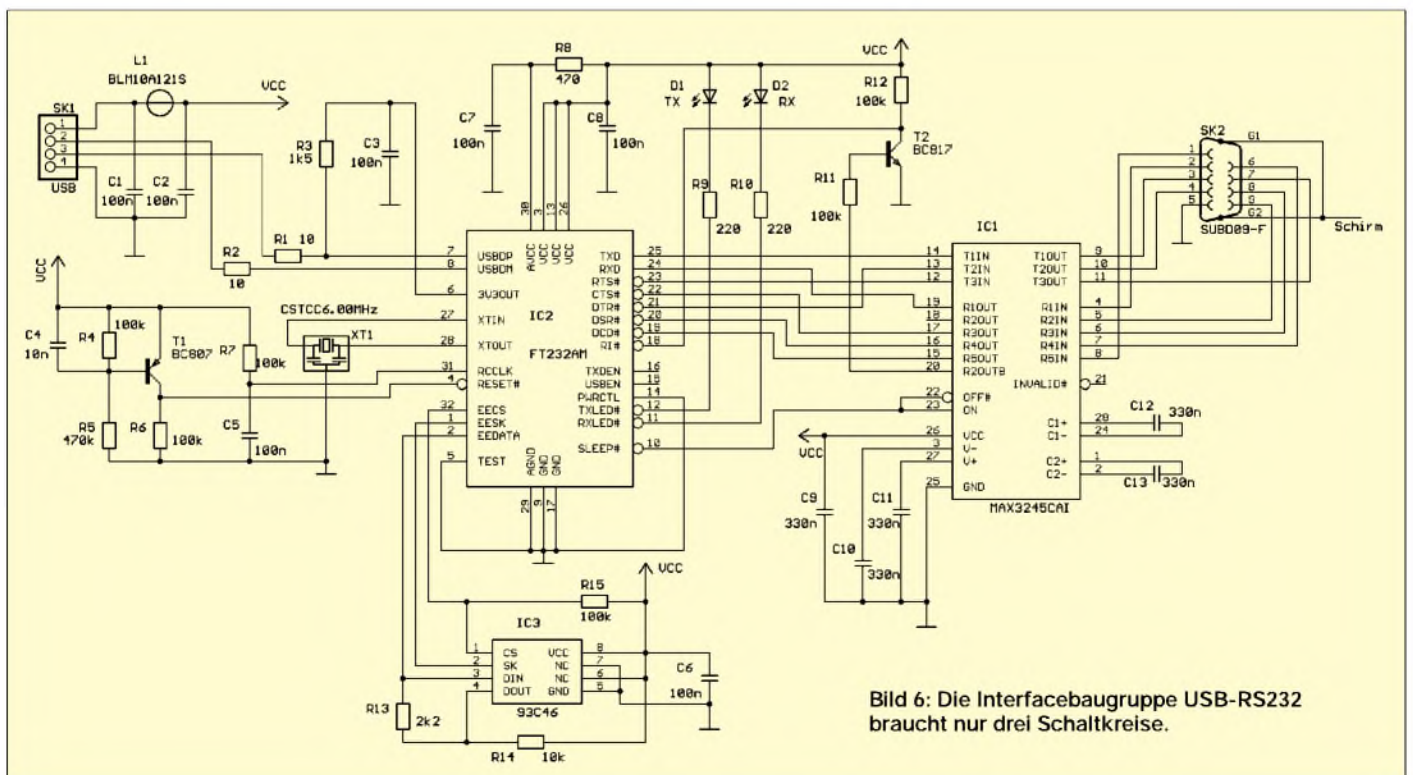 L1
BLM10A121S
VCC
SK1
1
2
3
4
USB
C1
100n
C2
100n
R3
1k5
C3
100n
R1 10
R2
10
C7
100n
R8
470
C8
100n
D1
TX
D2
RX
VCC
R12
100k
T2
BC817
R9
220
R10
220
R11
100k
VCC
C4
10n
R4
100k
T1
BC807
R7
100k
R5
470k
R6
100k
C5
100n
CSTCC6.00MHz
XT1
30
3
13
26
AVCC
VCC
VCC
VCC
7 USBDP
8 USBDM
6 3V3OUT
27 XTIN
28 XTOUT
31 RCCLK
4 RESET#
32 EECS
1 EESK
2 EEDATA
5 TEST
IC2
FT232AM
TXD 25
RXD 24
RTS# 23
CTS# 22
DTR# 21
DSR# 20
DCD# 19
RI# 18
TXDEN 16
USBEN 15
PWRCTL 14
TXLED# 12
RXLED# 11
SLEEP# 10
AGND
GND
GND
29
9
17
IC1
14 T1IN
13 T2IN
12 T3IN
19 R1OUT
18 R2OUT
17 R3OUT
16 R4OUT
15 R5OUT
20 R2OUTB
22 OFF#
23 ON
26 VCC
3 V-
27 V+
25 GND
T1OUT 9
T2OUT 10
T3OUT 11
R1IN 4
R2IN 5
R3IN 6
R4IN 7
R5IN 8
INVALID# 21
C1+ 28
C1- 24
C2+ 1
C2- 2
MAX3245CAI
C12
330n
C13
330n
VCC
C9
330n
C10
330n
C11
330n
SK2
G1
1
2
3
4
5
6
7
8
9
G2
SUBD09-F
Schirm
VCC
R15
100k
IC3
1 CS
2 SK
3 DIN
4 DOUT
VCC 8
NC 7
NC 6
GND 5
93C46
C6
100n
R13
2k2
R14
10k
Bild 6: Die Interfacebaugruppe USB-RS232
braucht nur drei Schaltkreise.